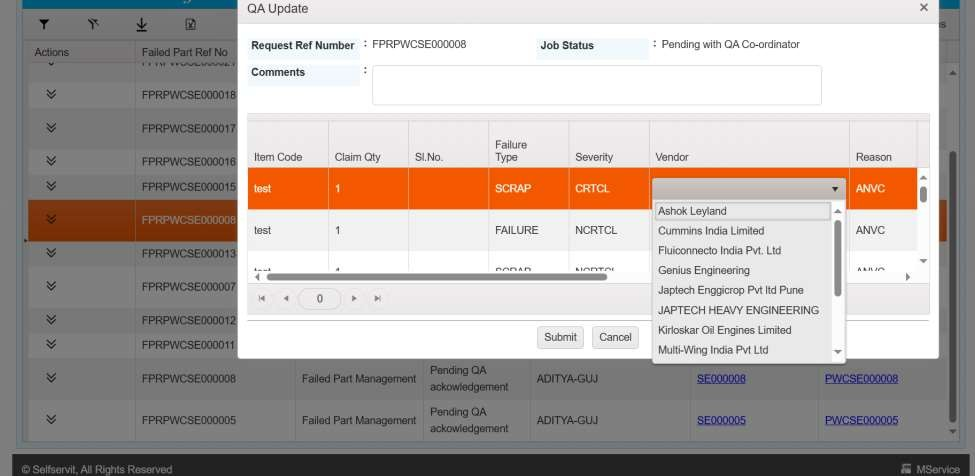 QA Update
×
Request Ref Number : FPRPWCSE000008
Job Status : Pending with QA Co-ordinator
Comments :
Item Code Claim Qty Sl.No. Failure Type Severity Vendor Reason
test 1 SCRAP CRTCL ANVC
test 1 FAILURE NCRTCL ANVC
Ashok Leyland
Cummins India Limited
Fluiconnecto India Pvt. Ltd
Genius Engineering
Japtech Enggicrop Pvt ltd Pune
JAPTECH HEAVY ENGINEERING
Kirloskar Oil Engines Limited
Multi-Wing India Pvt Ltd
0
Submit Cancel
Actions Failed Part Ref No
FPRPWCSE000018
FPRPWCSE000017
FPRPWCSE000016
FPRPWCSE000015
FPRPWCSE000008
FPRPWCSE000013
FPRPWCSE000007
FPRPWCSE000012
FPRPWCSE000011
FPRPWCSE000008 Failed Part Management Pending QA ackowledgement ADITYA-GUJ SE000008 PWCSE000008
FPRPWCSE000005 Failed Part Management Pending QA ackowledgement ADITYA-GUJ SE000005 PWCSE000005
© Selfservit, All Rights Reserved
MService